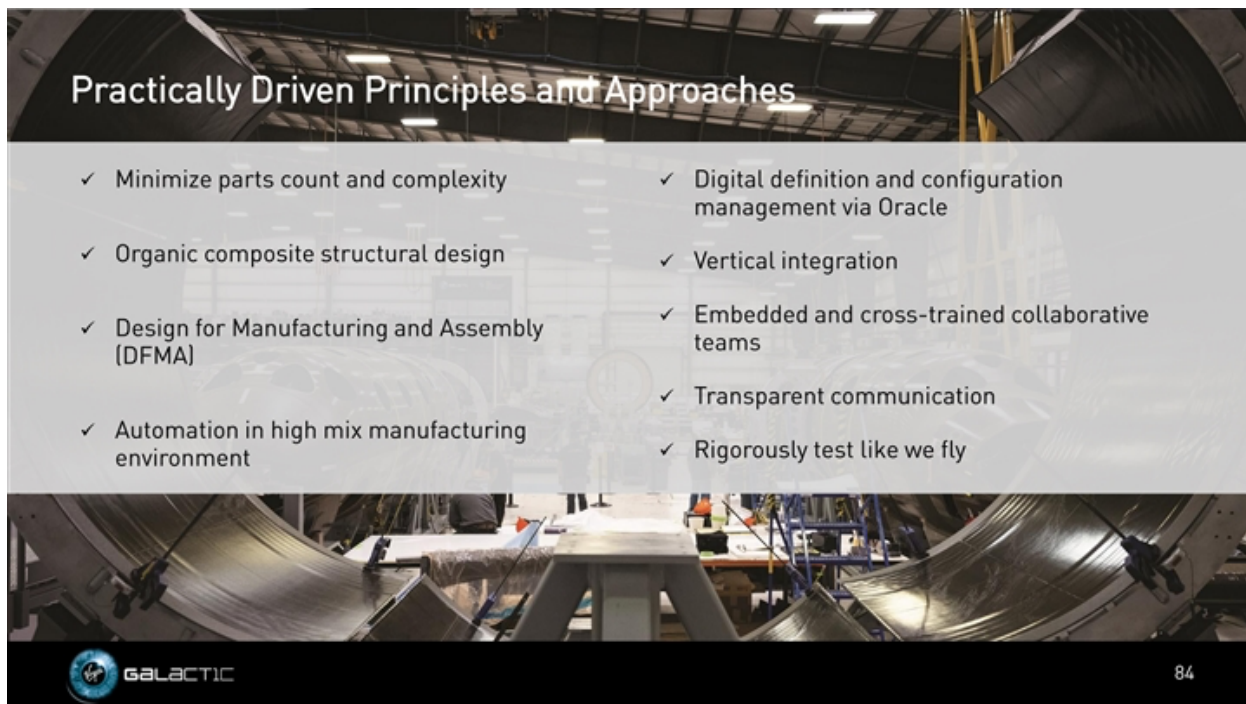 Practically Driven Principles and Approaches
✓ Minimize parts count and complexity
✓ Organic composite structural design
✓ Design for Manufacturing and Assembly
(DFMA)
✓ Automation in high mix manufacturing
environment
✓ Digital definition and configuration
management via Oracle
✓ Vertical integration
✓ Embedded and cross-trained collaborative
teams
✓ Transparent communication
✓ Rigorously test like we fly
Virgin GALACTIC
84